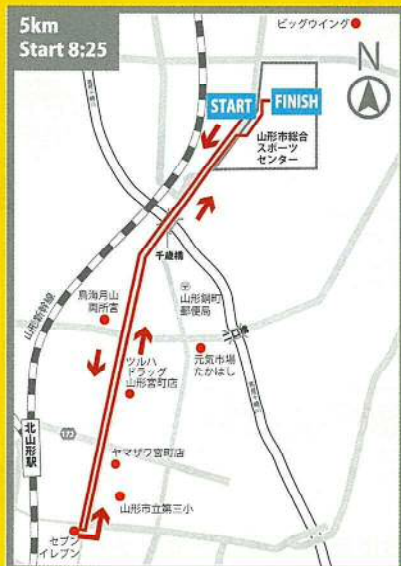 5km
Start 8:25
ビッグウイング
N
START
FINISH
山形市総合
スポーツ
センター
千歳橋
鳥海月山
両所宮
山形銅町
郵便局
山形新幹線
ツルハ
ドラッグ
山形宮町店
元気市場
たかはし
北山形駅
ヤマザワ宮町店
山形市立第三小
セブン
イレブン